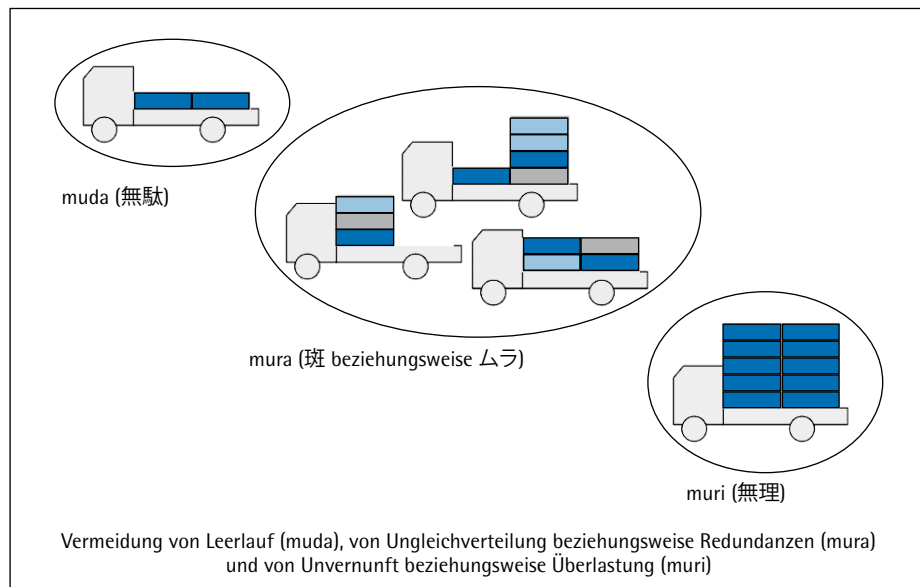 muda (無駄)
mura (斑 beziehungsweise ムラ)
muri (無理)
Vermeidung von Leerlauf (muda), von Ungleichverteilung beziehungsweise Redundanzen (mura)
und von Unvernunft beziehungsweise Überlastung (muri)